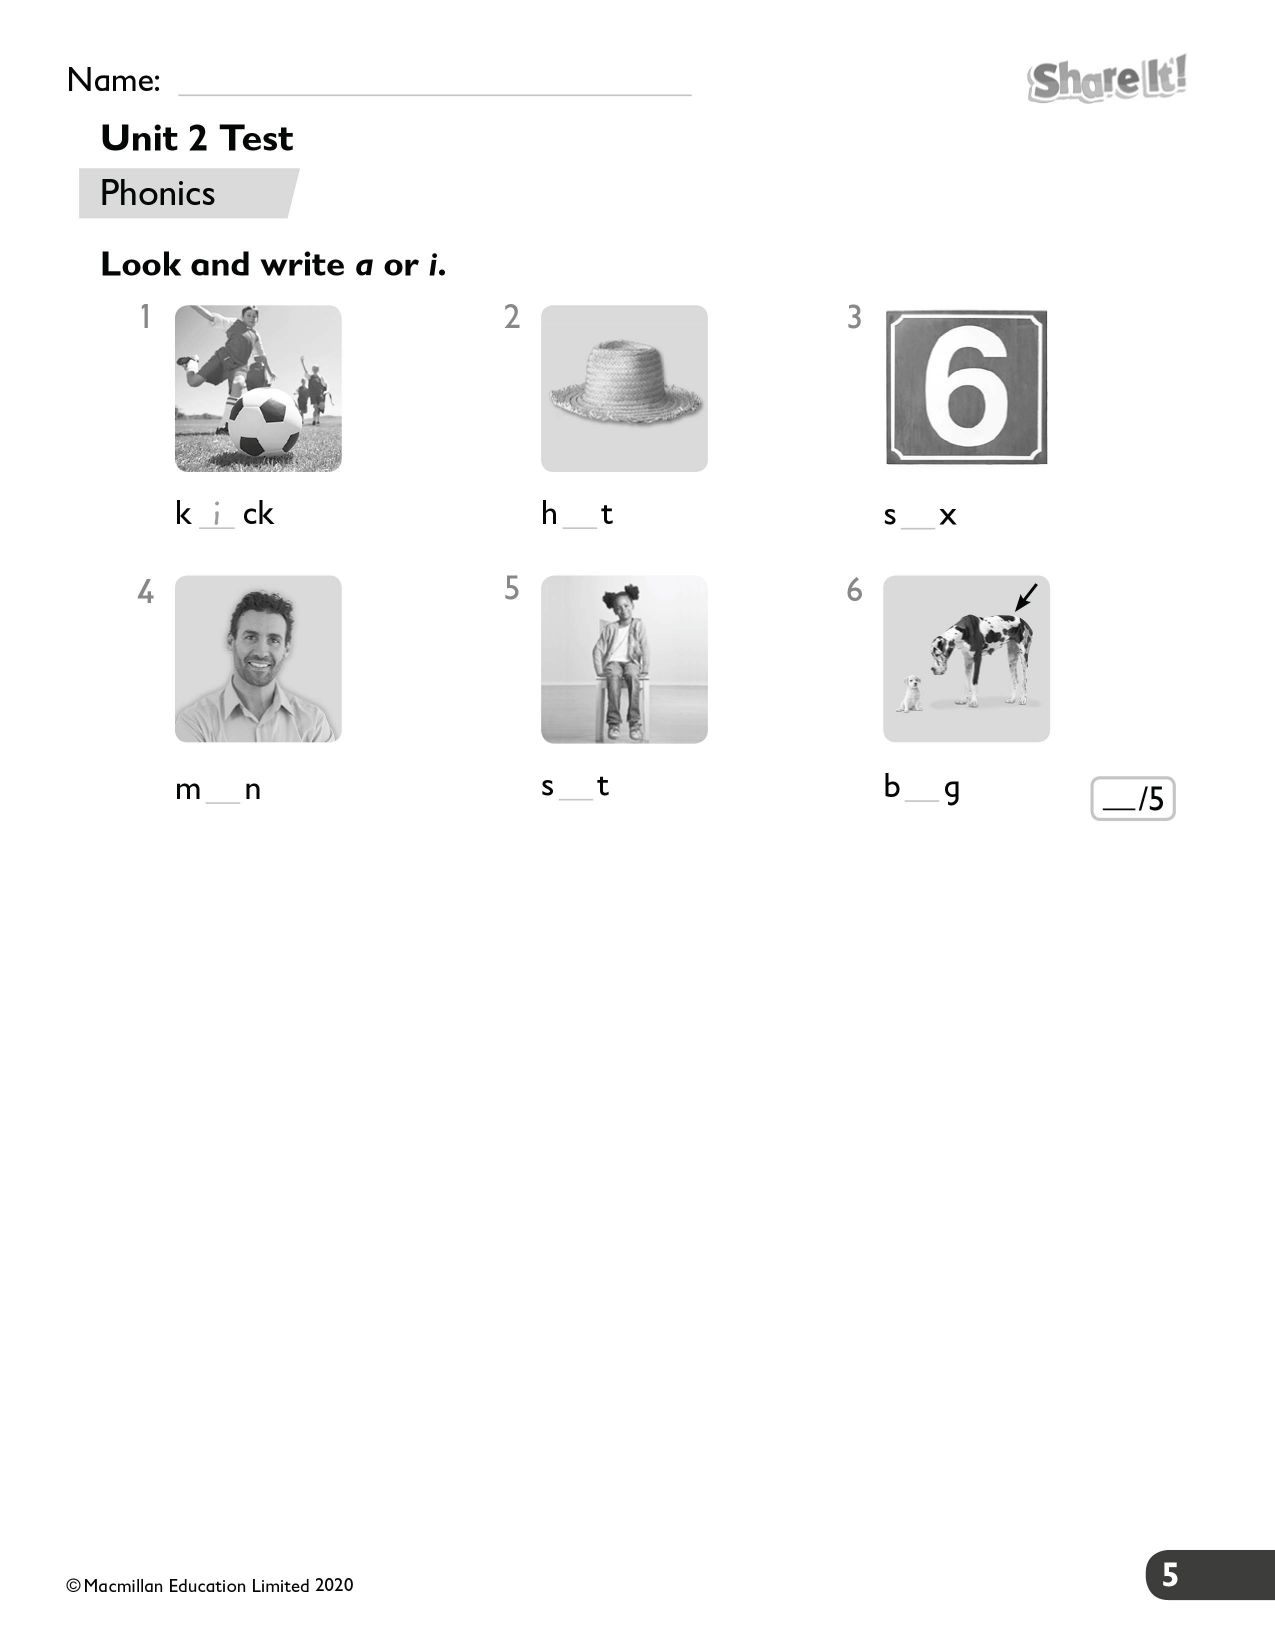 Name: ____
Share It!
Unit 2 Test
Phonics
Look and write a or i.
1 2 3
6
k i ck h __ t s __ x
4 5 6
m __ n s __ t b __ g __/5
© Macmillan Education Limited 2020 5